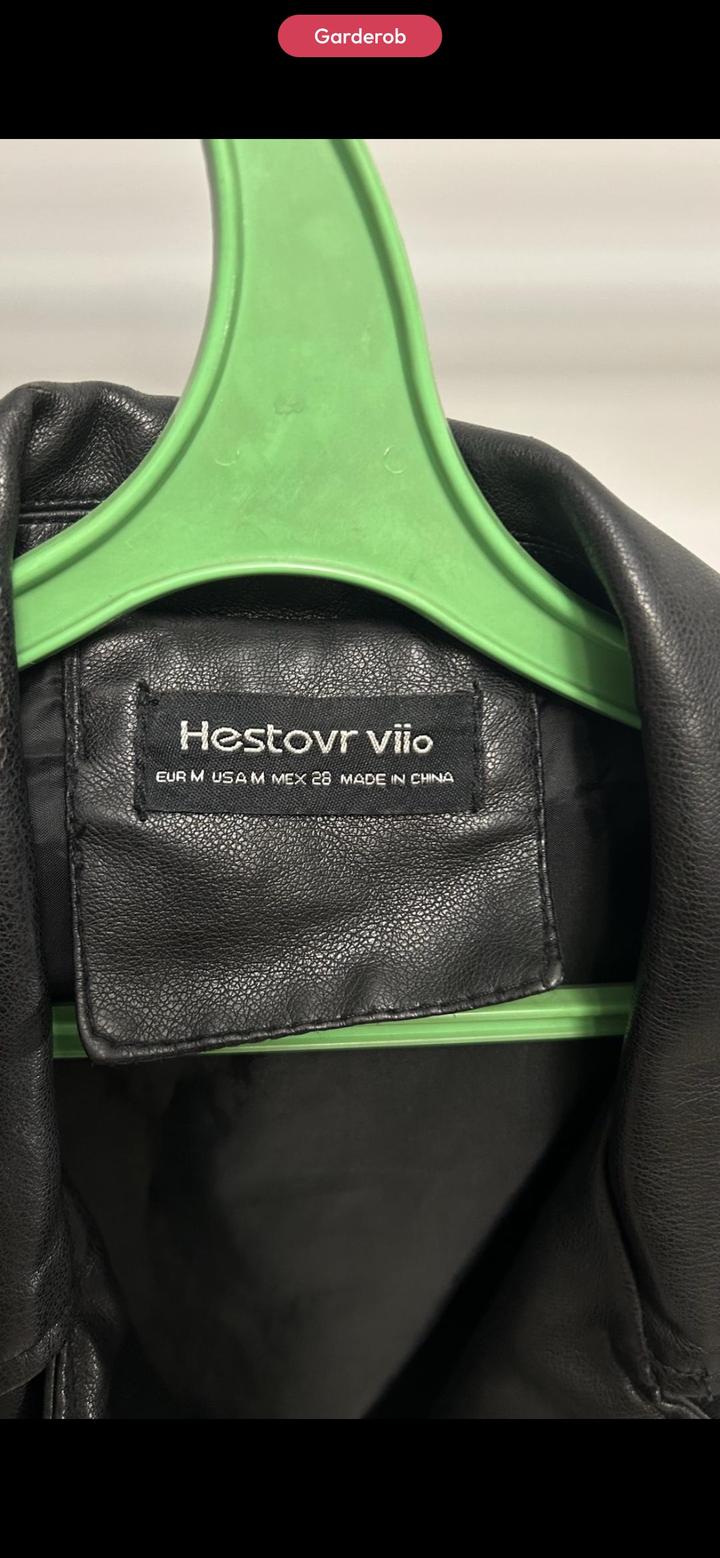 Garderob
Hestovr viio
EUR M USA M MEX 28 MADE IN CHINA